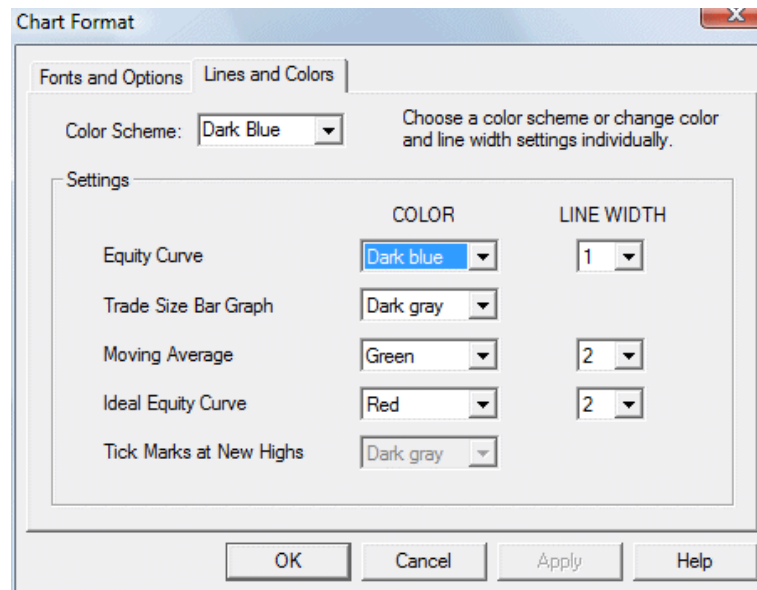 Chart Format
Fonts and Options Lines and Colors
Color Scheme: Dark Blue Choose a color scheme or change color
and line width settings individually.
Settings
COLOR LINE WIDTH
Equity Curve Dark blue 1
Trade Size Bar Graph Dark gray
Moving Average Green 2
Ideal Equity Curve Red 2
Tick Marks at New Highs Dark gray
OK Cancel Apply Help